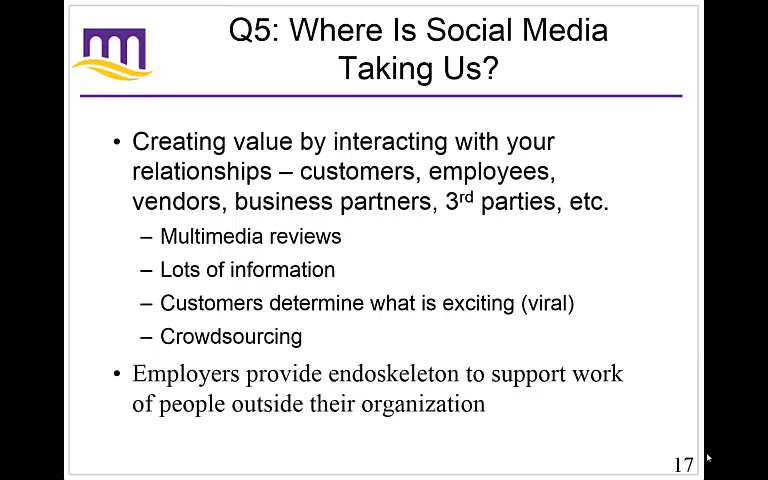 Q5: Where Is Social Media
Taking Us?
• Creating value by interacting with your
relationships – customers, employees,
vendors, business partners, 3rd parties, etc.
– Multimedia reviews
– Lots of information
– Customers determine what is exciting (viral)
– Crowdsourcing
• Employers provide endoskeleton to support work
of people outside their organization
17